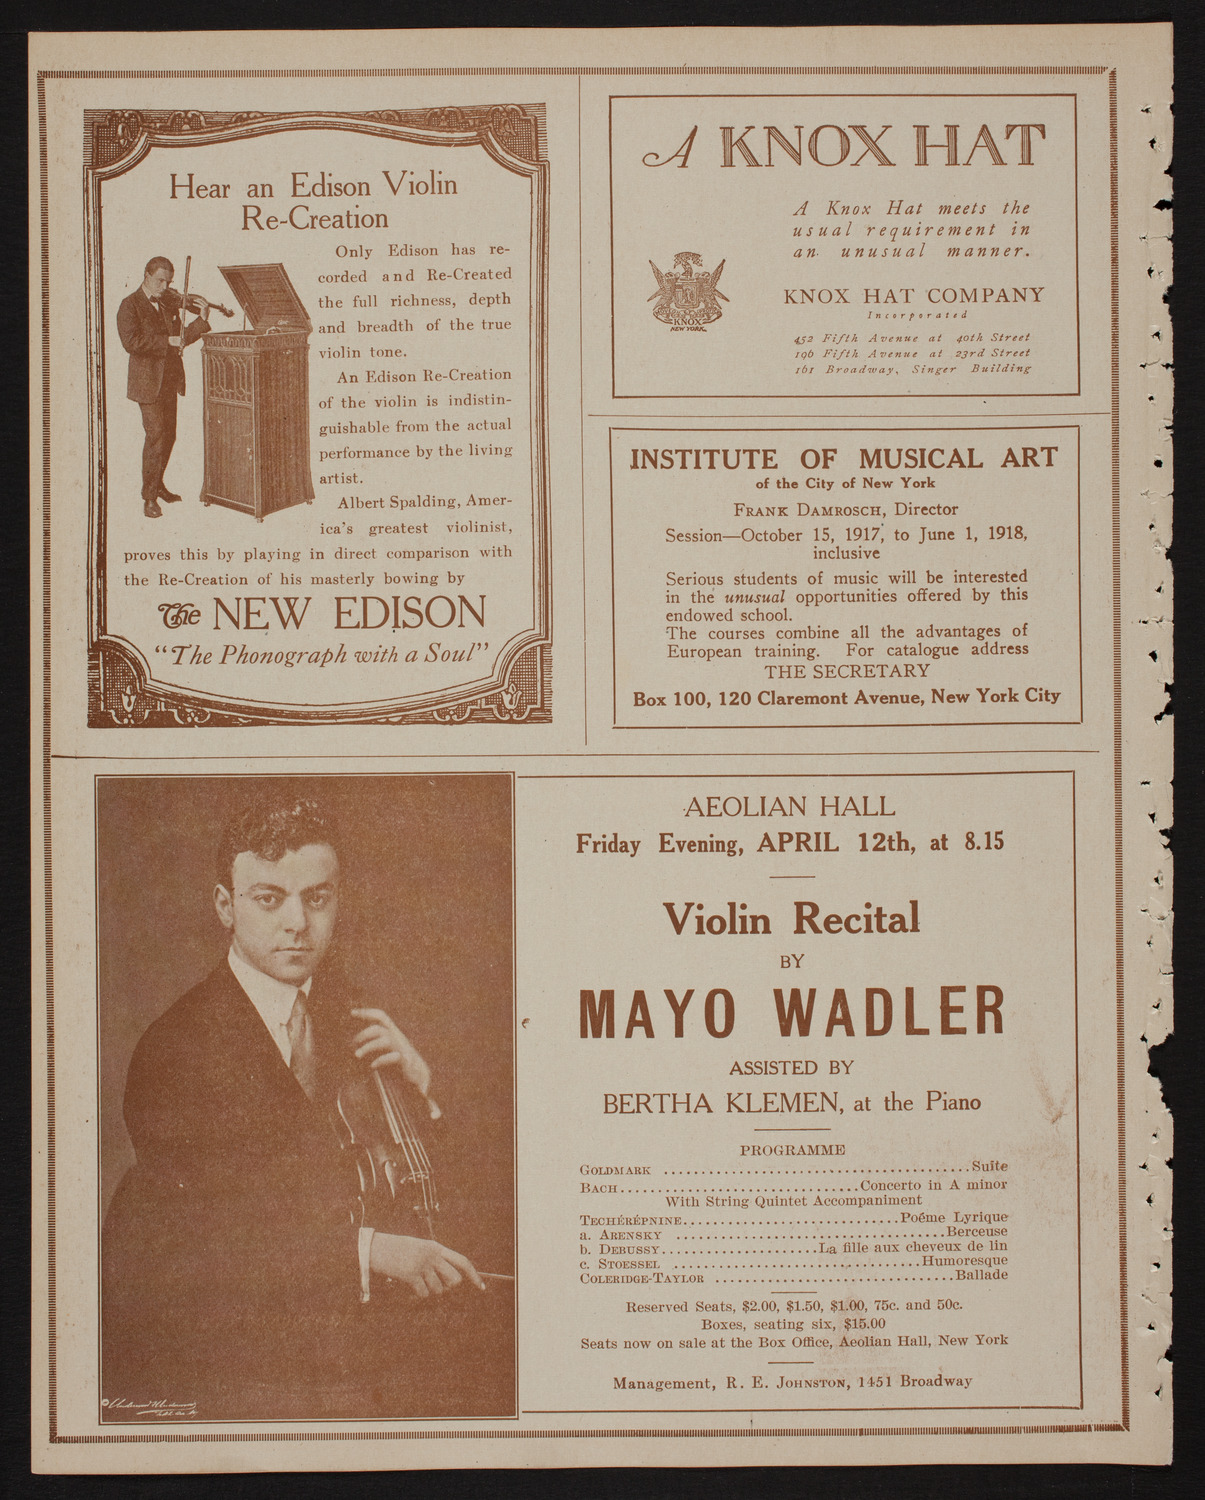 Hear an Edison Violin
Re-Creation
Only Edison has re-
corded and Re-Created
the full richness, depth
and breadth of the true
violin tone.
An Edison Re-Creation
of the violin is indistin-
guishable from the actual
performance by the living
artist.
Albert Spalding, Amer-
ica's greatest violinist,
proves this by playing in direct comparison with
the Re-Creation of his masterly bowing by
The NEW EDISON
"The Phonograph with a Soul"
A KNOX HAT
A Knox Hat meets the
usual requirement in
an unusual manner.
KNOX
NEW YORK
KNOX HAT COMPANY
Incorporated
452 Fifth Avenue at 40th Street
196 Fifth Avenue at 23rd Street
161 Broadway, Singer Building
INSTITUTE OF MUSICAL ART
of the City of New York
FRANK DAMROSCH, Director
Session—October 15, 1917, to June 1, 1918,
inclusive
Serious students of music will be interested
in the unusual opportunities offered by this
endowed school.
The courses combine all the advantages of
European training. For catalogue address
THE SECRETARY
Box 100, 120 Claremont Avenue, New York City
AEOLIAN HALL
Friday Evening, APRIL 12th, at 8.15
Violin Recital
BY
MAYO WADLER
ASSISTED BY
BERTHA KLEMEN, at the Piano
PROGRAMME
GOLDMARK ........................................Suite
BACH................................Concerto in A minor
With String Quintet Accompaniment
TECHÉRÉPNINE.............................Poéme Lyrique
a. ARENSKY ....................................Berceuse
b. DEBUSSY.....................La fille aux cheveux de lin
c. STOESSEL .................................Humoresque
COLERIDGE-TAYLOR ................................Ballade
Reserved Seats, $2.00, $1.50, $1.00, 75c. and 50c.
Boxes, seating six, $15.00
Seats now on sale at the Box Office, Aeolian Hall, New York
Management, R. E. JOHNSTON, 1451 Broadway